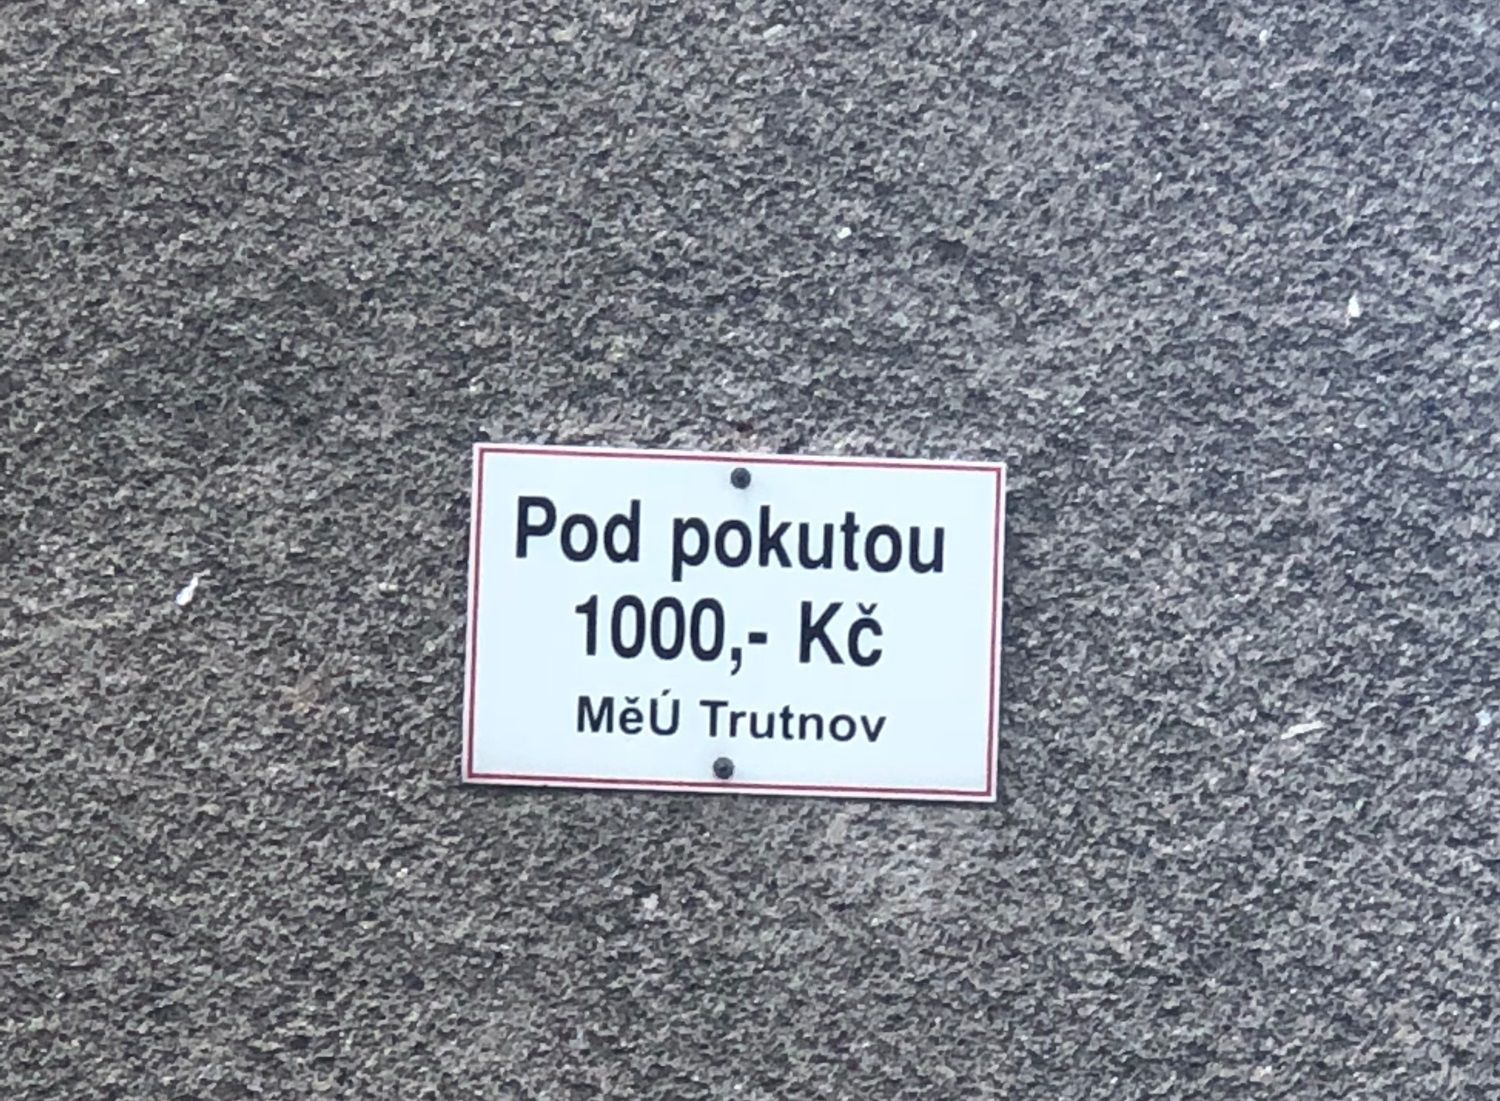 Pod pokutou
1000,- Kč
MěÚ Trutnov